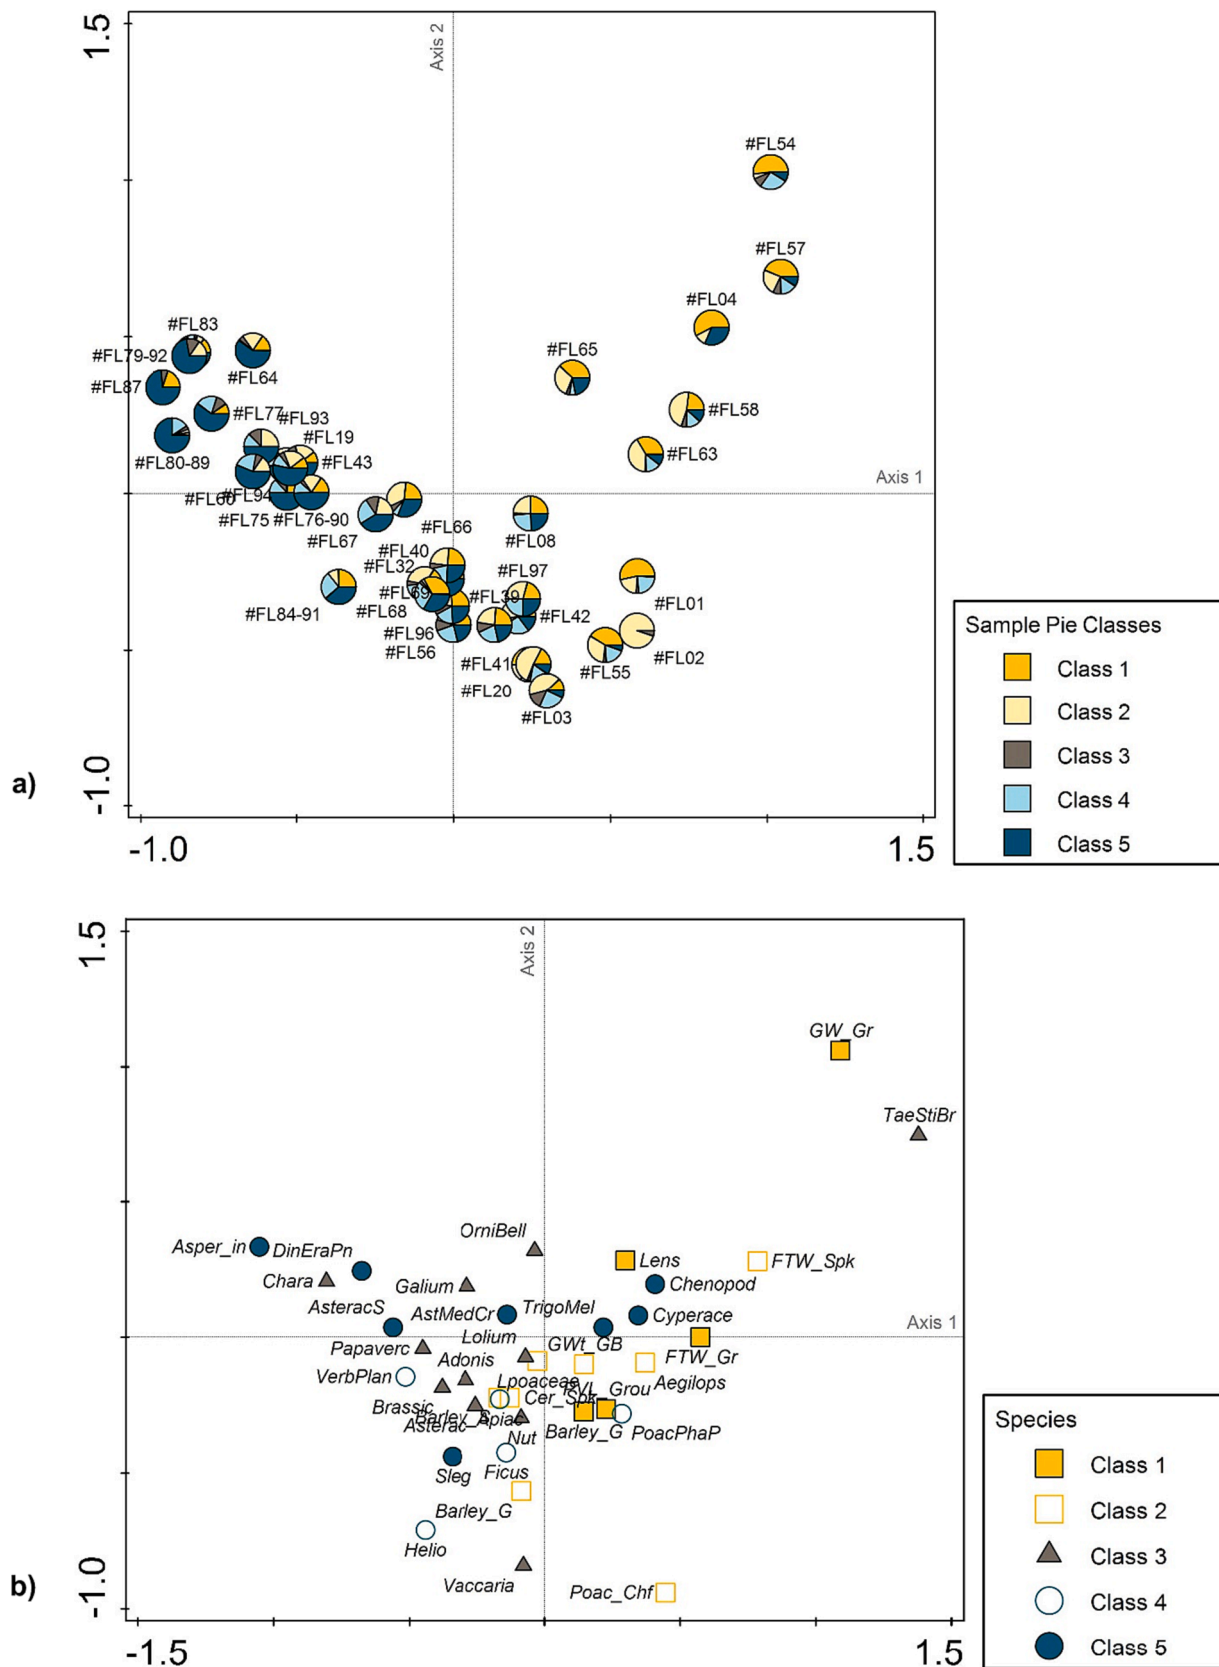 1.5
Axis 2
#FL54
#FL57
#FL04
#FL83
#FL79-92
#FL65
#FL64
#FL87
#FL58
#FL77
#FL93
#FL19
#FL63
#FL80-89
#FL43
Axis 1
#FL60
#FL94
#FL75
#FL76-90
#FL66
#FL67
#FL08
#FL40
#FL32
#FL97
#FL69
#FL39
#FL01
#FL84-91
#FL68
#FL42
#FL96
#FL02
#FL56
#FL41
#FL55
#FL20
#FL03
-1.0
a)
-1.0
1.5
Sample Pie Classes
Class 1
Class 2
Class 3
Class 4
Class 5
1.5
Axis 2
GW_Gr
TaeStiBr
OrniBell
Asper_in
DinEraPn
Lens
FTW_Spk
Chara
Galium
Chenopod
AsteracS
AstMedCr
TrigoMel
Cyperace
Axis 1
Lolium
Papaverc
GWt_GB
FTW_Gr
Adonis
VerbPlan
Lpoaceae
Aegilops
Cer_Spk
Grou
Brassic
Asterac
Apiac
Nut
Barley_G
PoacPhaP
Sleg
Ficus
Barley_G
Helio
Vaccaria
Poac_Chf
-1.0
b)
-1.5
1.5
Species
Class 1
Class 2
Class 3
Class 4
Class 5